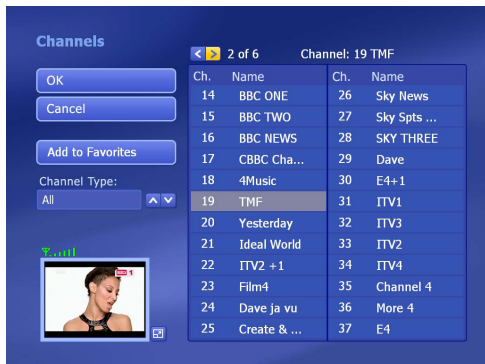 Channels
OK
Cancel
Add to Favorites
Channel Type:
All
2 of 6 Channel: 19 TMF
Ch. Name Ch. Name
14 BBC ONE 26 Sky News
15 BBC TWO 27 Sky Spts ...
16 BBC NEWS 28 SKY THREE
17 CBBC Cha... 29 Dave
18 4Music 30 E4+1
19 TMF 31 ITV1
20 Yesterday 32 ITV3
21 Ideal World 33 ITV2
22 ITV2 +1 34 ITV4
23 Film4 35 Channel 4
24 Dave ja vu 36 More 4
25 Create & ... 37 E4